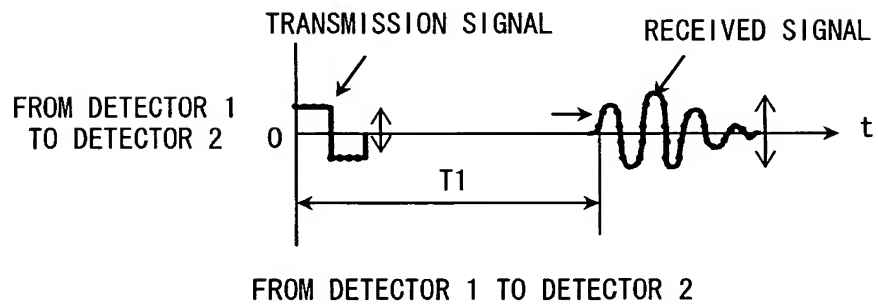 TRANSMISSION SIGNAL
RECEIVED SIGNAL
FROM DETECTOR 1
TO DETECTOR 2
0
t
T1
FROM DETECTOR 1 TO DETECTOR 2